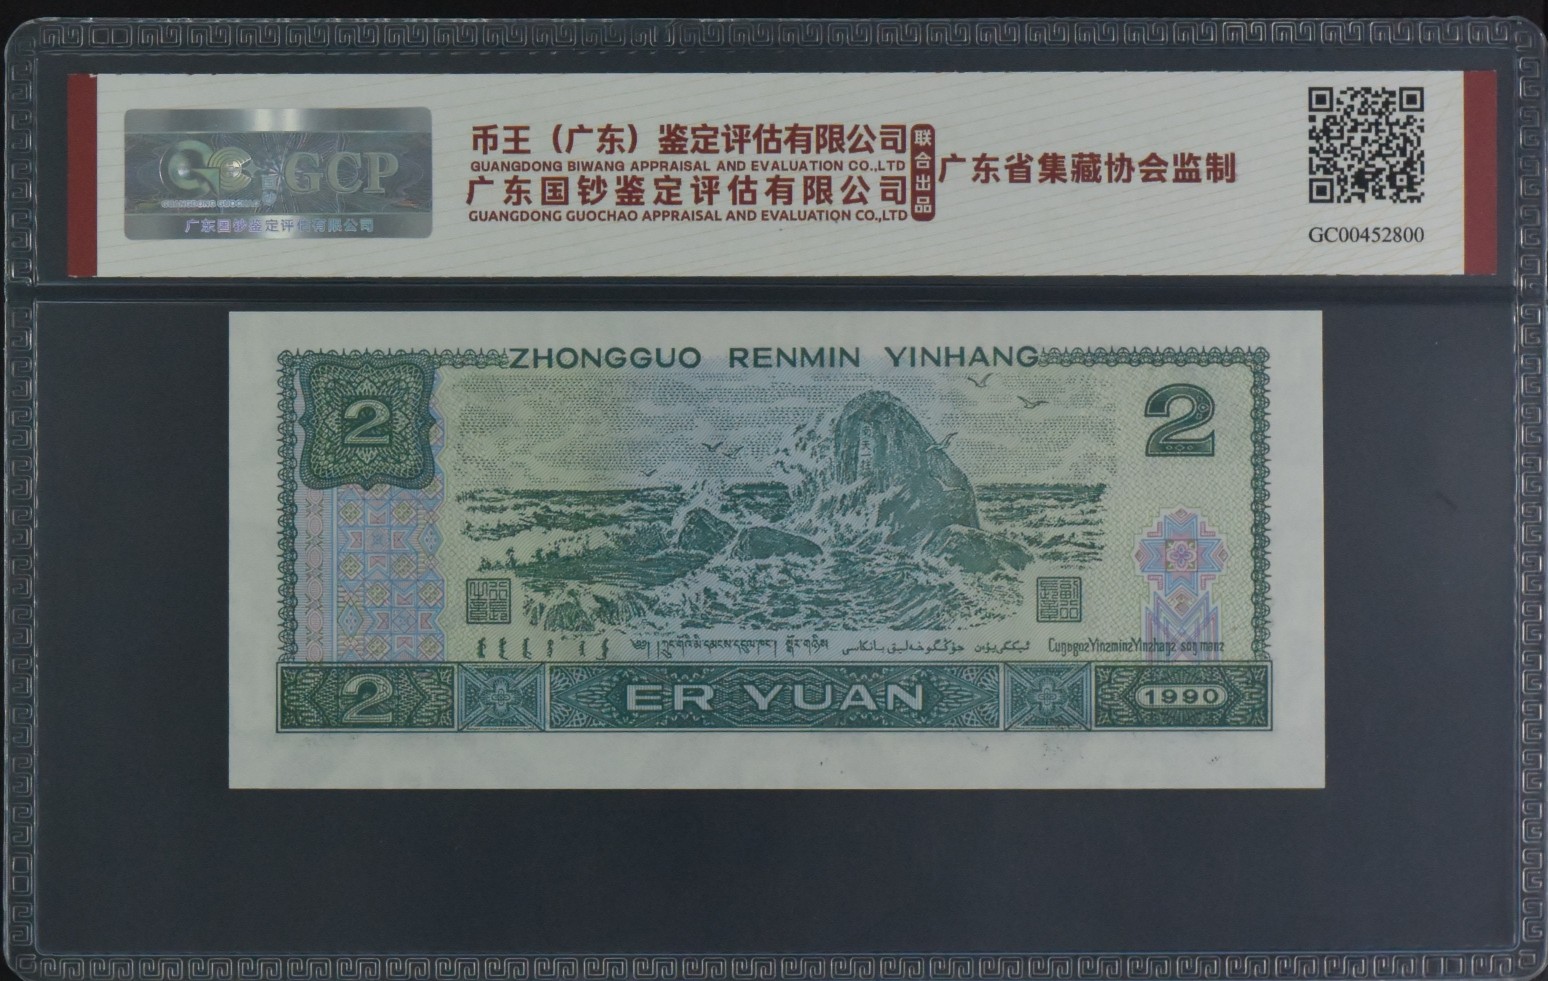 GCP
GUANGDONG GUOCHAO
广东国钞鉴定评估有限公司
币王（广东）鉴定评估有限公司
GUANGDONG BIWANG APPRAISAL AND EVALUATION CO.,LTD
广东国钞鉴定评估有限公司
GUANGDONG GUOCHAO APPRAISAL AND EVALUATION CO.,LTD
联合出品
广东省集藏协会监制
GC00452800
ZHONGGUO RENMIN YINHANG
2
2
CuŋƨgozYinzminzYinzhangz
2
ER YUAN
1990